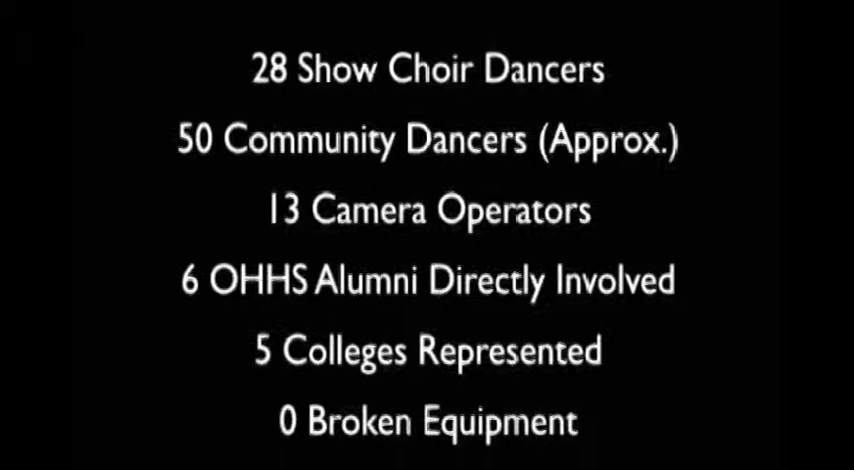 28 Show Choir Dancers
50 Community Dancers (Approx.)
13 Camera Operators
6 OHHS Alumni Directly Involved
5 Colleges Represented
0 Broken Equipment